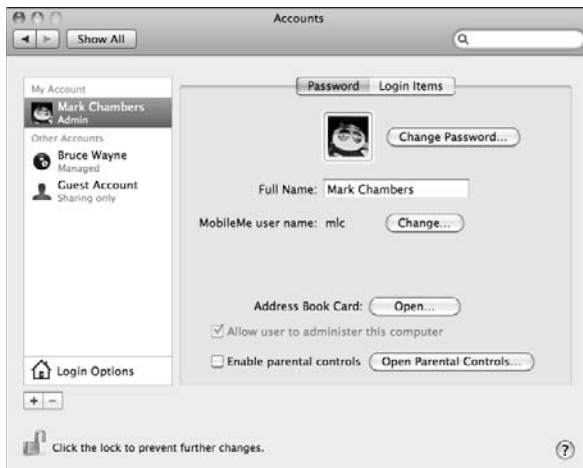 Accounts
Show All
My Account
Mark Chambers
Admin
Other Accounts
Bruce Wayne
Managed
Guest Account
Sharing only
Login Options
+ −
Password Login Items
Change Password...
Full Name: Mark Chambers
MobileMe user name: mlc Change...
Address Book Card: Open...
Allow user to administer this computer
Enable parental controls Open Parental Controls...
Click the lock to prevent further changes.
?